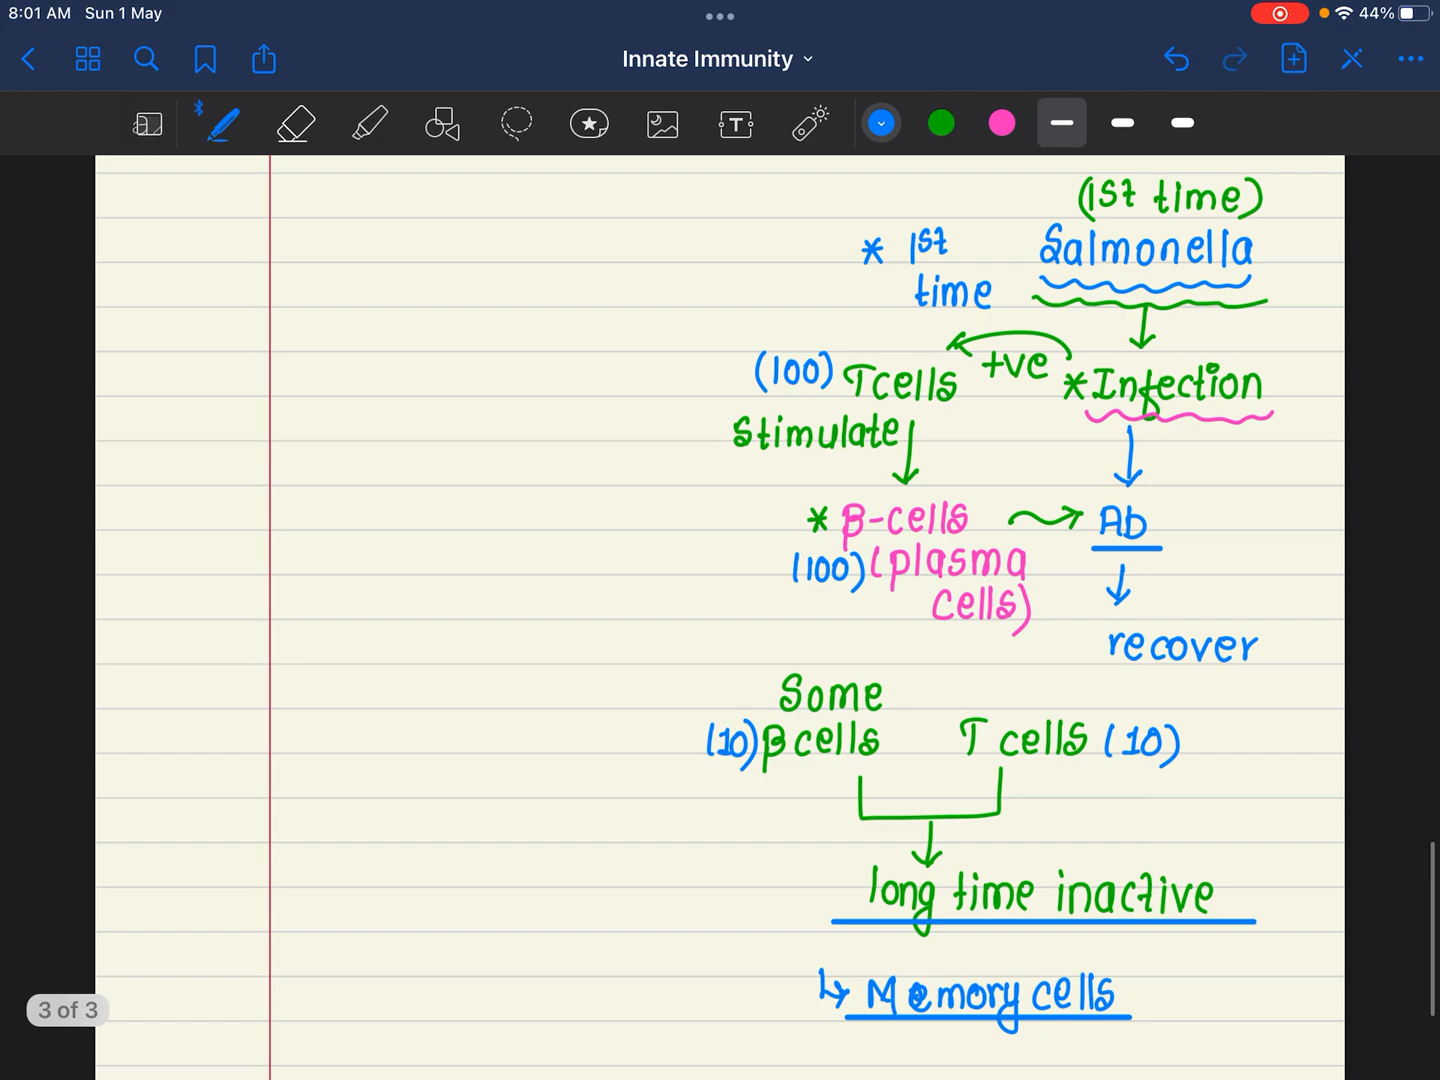 8:01 AM Sun 1 May
44%
Innate Immunity
T
(1st time)
* 1st Salmonella
time
(100) Tcells +ve *Infection
Stimulate
* β-cells Ab
(100) (plasma
cells)
recover
Some
(10) β cells T cells (10)
long time inactive
↳ Memory cells
3 of 3